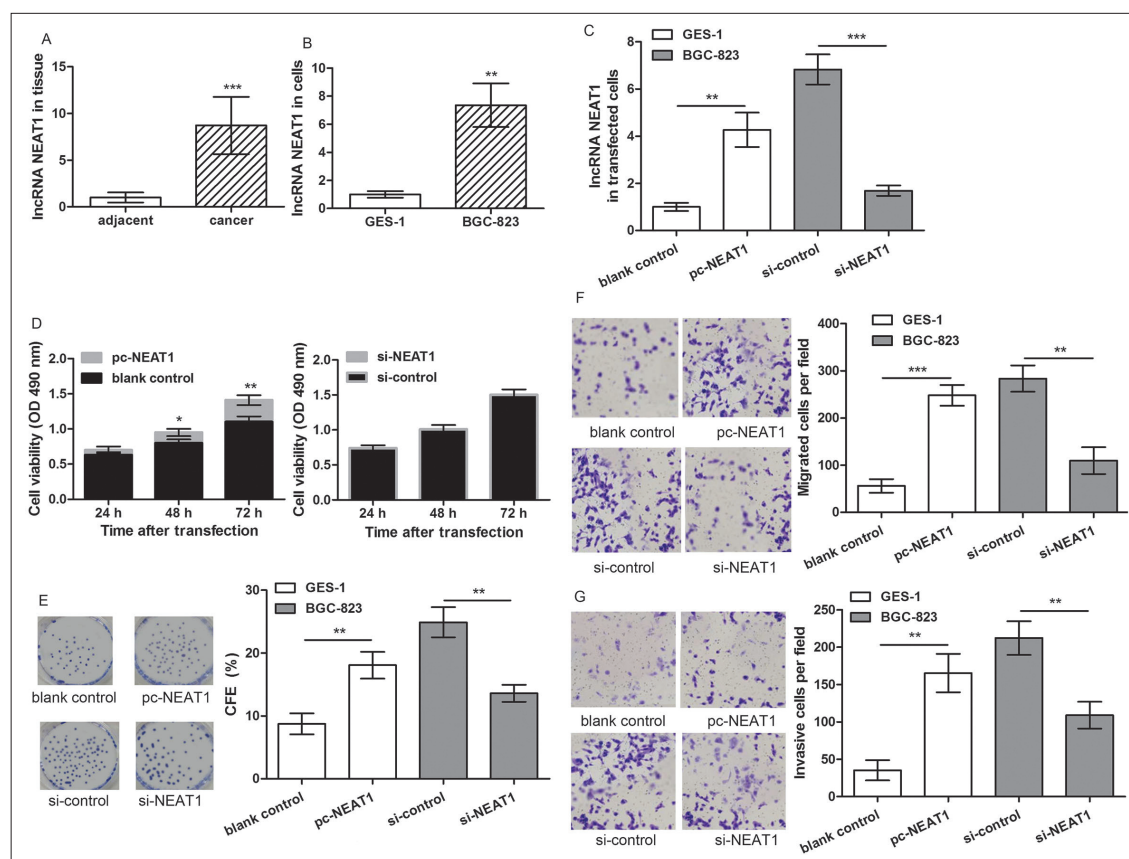 A
lncRNA NEAT1 in tissue
15
10
5
0
***
adjacent
cancer
B
lncRNA NEAT1 in cells
10
8
6
4
2
0
**
GES-1
BGC-823
C
GES-1
BGC-823
lncRNA NEAT1
in transfected cells
8
6
4
2
0
**
***
blank control
pc-NEAT1
si-control
si-NEAT1
D
pc-NEAT1
blank control
Cell viability (OD 490 nm)
2.0
1.5
1.0
0.5
0.0
*
**
24 h
48 h
72 h
Time after transfection
si-NEAT1
si-control
Cell viability (OD 490 nm)
2.0
1.5
1.0
0.5
0.0
24 h
48 h
72 h
Time after transfection
E
blank control
pc-NEAT1
si-control
si-NEAT1
GES-1
BGC-823
CFE (%)
30
20
10
0
**
**
blank control
pc-NEAT1
si-control
si-NEAT1
F
blank control
pc-NEAT1
si-control
si-NEAT1
GES-1
BGC-823
Migrated cells per field
400
300
200
100
0
***
**
blank control
pc-NEAT1
si-control
si-NEAT1
G
blank control
pc-NEAT1
si-control
si-NEAT1
GES-1
BGC-823
Invasive cells per field
250
200
150
100
50
0
**
**
blank control
pc-NEAT1
si-control
si-NEAT1